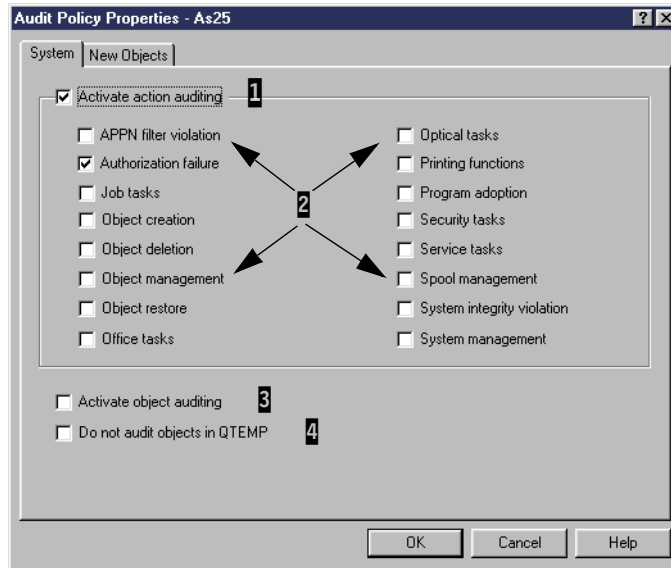 Audit Policy Properties - As25
System
New Objects
Activate action auditing
1
APPN filter violation
Authorization failure
Job tasks
Object creation
Object deletion
Object management
Object restore
Office tasks
2
Optical tasks
Printing functions
Program adoption
Security tasks
Service tasks
Spool management
System integrity violation
System management
Activate object auditing
3
Do not audit objects in QTEMP
4
OK
Cancel
Help